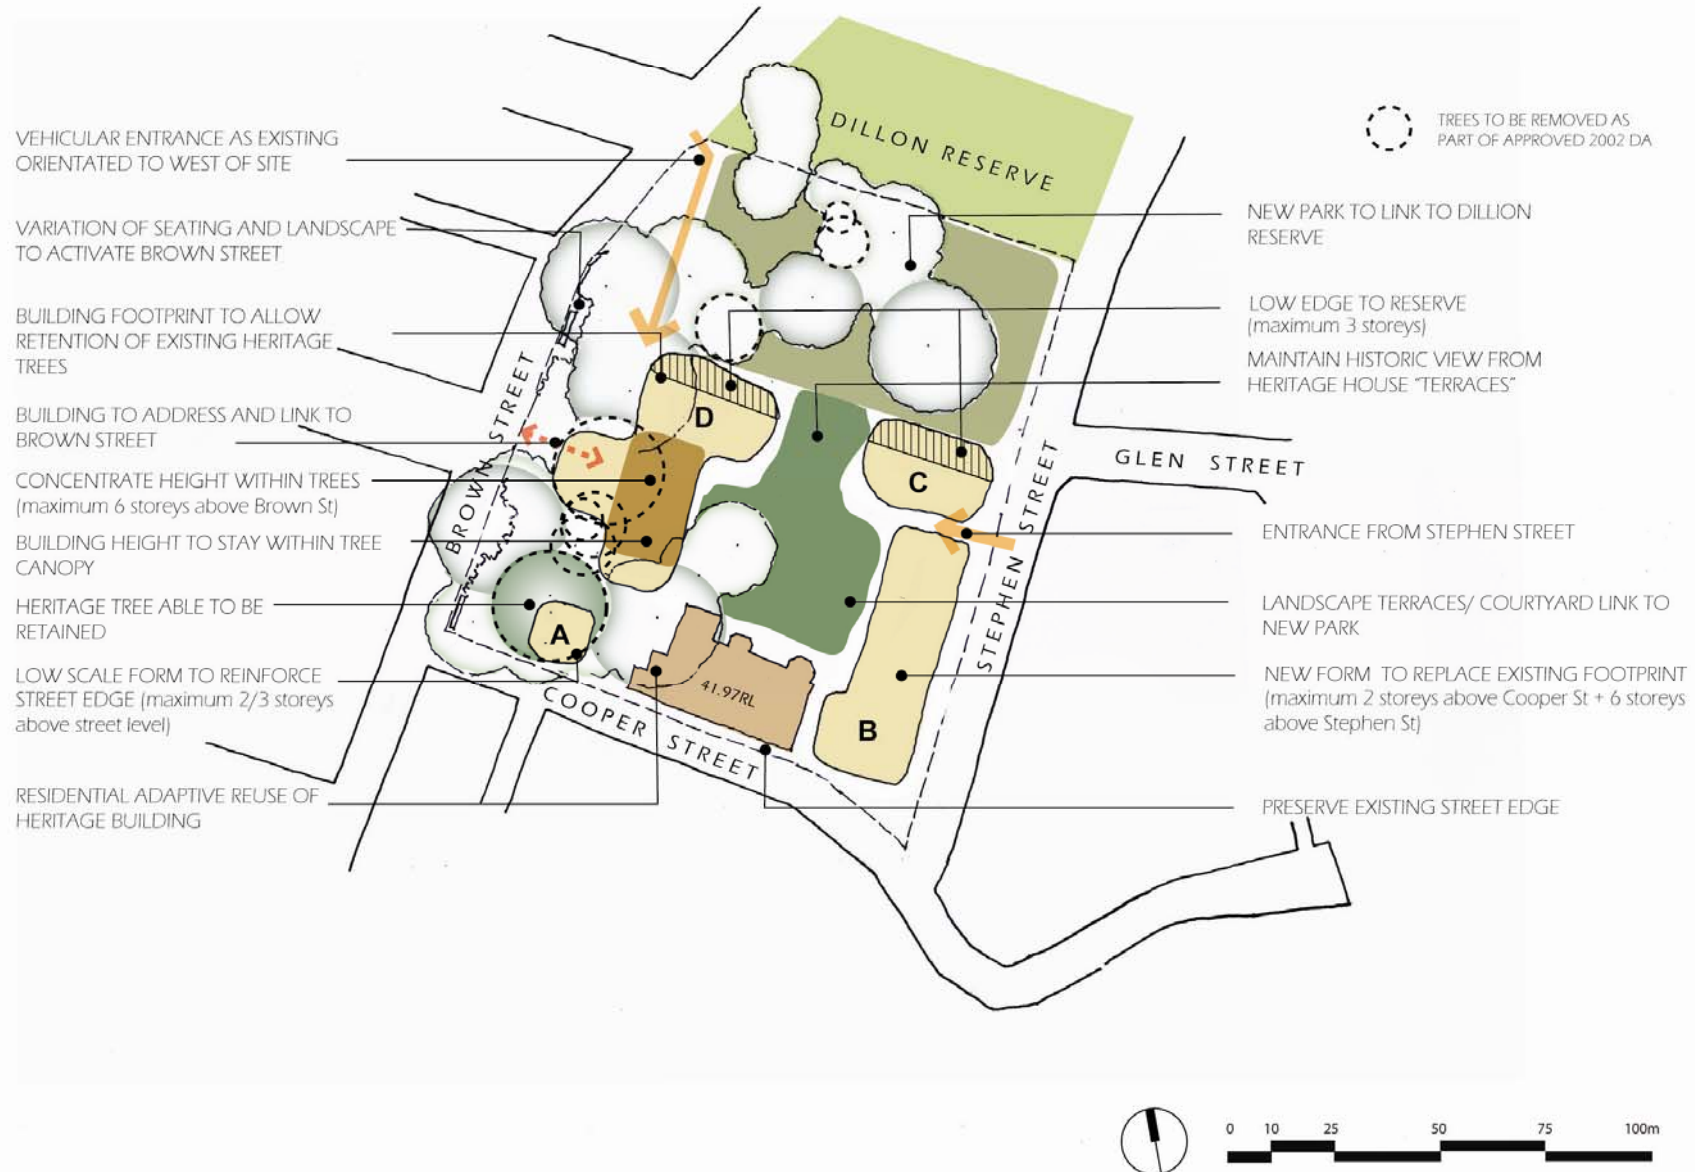 VEHICULAR ENTRANCE AS EXISTING
ORIENTATED TO WEST OF SITE
VARIATION OF SEATING AND LANDSCAPE
TO ACTIVATE BROWN STREET
BUILDING FOOTPRINT TO ALLOW
RETENTION OF EXISTING HERITAGE
TREES
BUILDING TO ADDRESS AND LINK TO
BROWN STREET
CONCENTRATE HEIGHT WITHIN TREES
(maximum 6 storeys above Brown St)
BUILDING HEIGHT TO STAY WITHIN TREE
CANOPY
HERITAGE TREE ABLE TO BE
RETAINED
LOW SCALE FORM TO REINFORCE
STREET EDGE (maximum 2/3 storeys
above street level)
RESIDENTIAL ADAPTIVE REUSE OF
HERITAGE BUILDING
DILLON RESERVE
BROWN STREET
D
C
A
B
41.97RL
COOPER STREET
STEPHEN STREET
GLEN STREET
TREES TO BE REMOVED AS
PART OF APPROVED 2002 DA
NEW PARK TO LINK TO DILLION
RESERVE
LOW EDGE TO RESERVE
(maximum 3 storeys)
MAINTAIN HISTORIC VIEW FROM
HERITAGE HOUSE "TERRACES"
ENTRANCE FROM STEPHEN STREET
LANDSCAPE TERRACES/ COURTYARD LINK TO
NEW PARK
NEW FORM TO REPLACE EXISTING FOOTPRINT
(maximum 2 storeys above Cooper St + 6 storeys
above Stephen St)
PRESERVE EXISTING STREET EDGE
0 10 25 50 75 100m